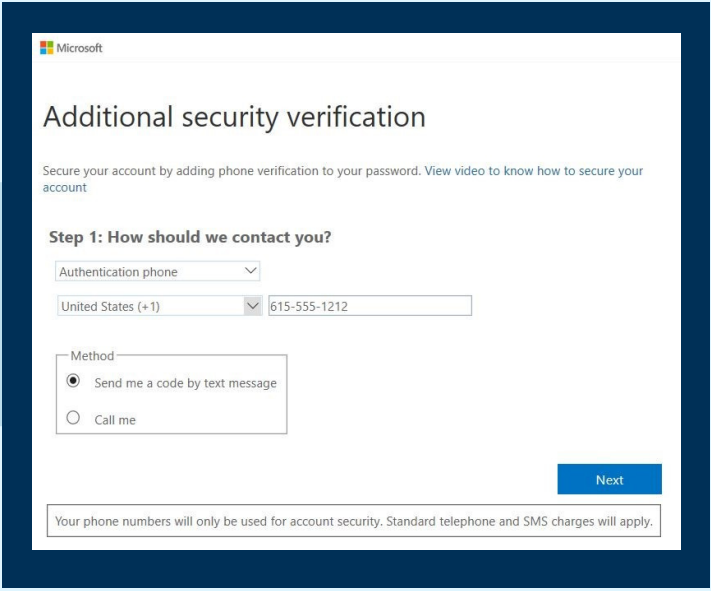 Microsoft
Additional security verification
Secure your account by adding phone verification to your password. View video to know how to secure your
account
Step 1: How should we contact you?
Authentication phone
United States (+1) 615-555-1212
Method
Send me a code by text message
Call me
Next
Your phone numbers will only be used for account security. Standard telephone and SMS charges will apply.